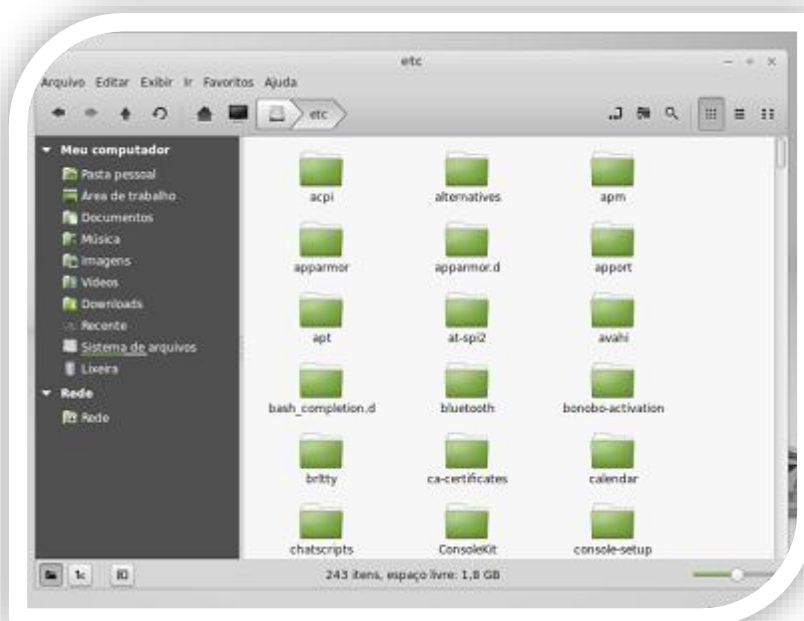 etc
Arquivo Editar Exibir Ir Favoritos Ajuda
etc
Meu computador
Pasta pessoal
Área de trabalho
Documentos
Música
Imagens
Vídeos
Downloads
Recente
Sistema de arquivos
Lixeira
Rede
Rede
acpi alternatives apm
apparmor apparmor.d apport
apt at-spi2 avahi
bash_completion.d bluetooth bonobo-activation
brltty ca-certificates calendar
chatscripts ConsoleKit console-setup
243 itens, espaço livre: 1,8 GB